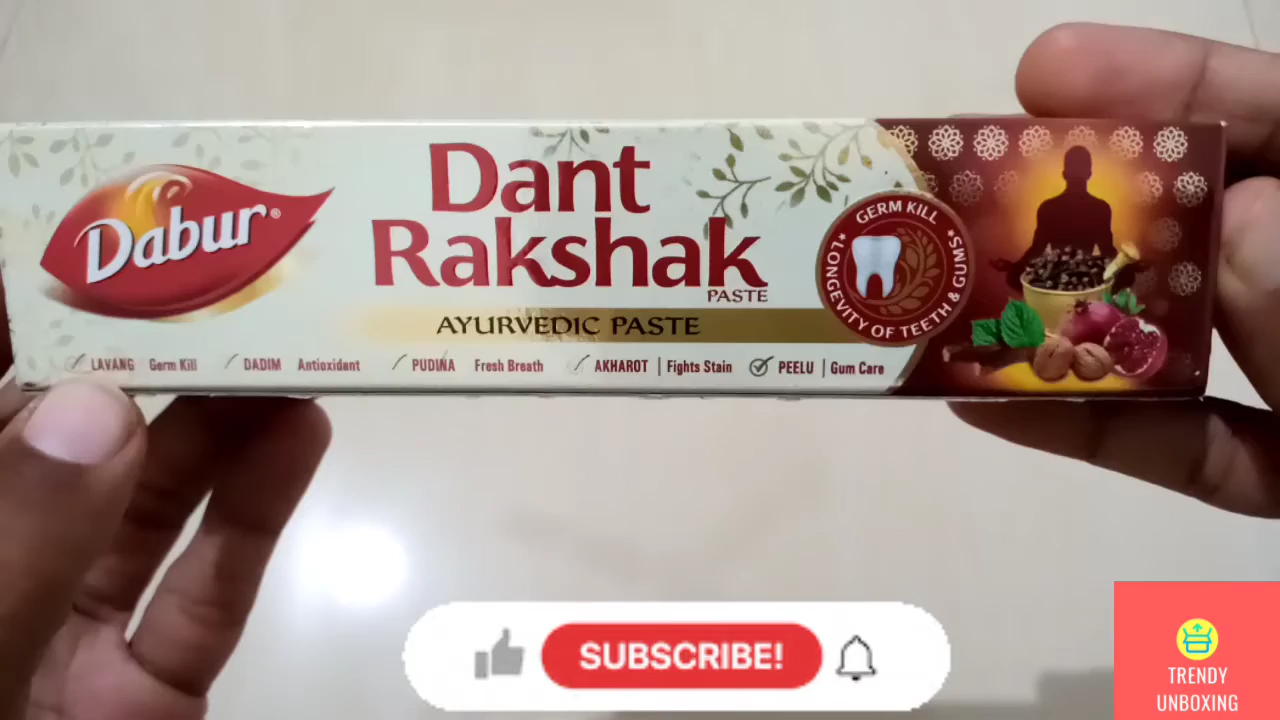 Dabur®
Dant
Rakshak
PASTE
AYURVEDIC PASTE
LAVANG Germ Kill
DADIM Antioxidant
PUDINA Fresh Breath
AKHAROT | Fights Stain
PEELU | Gum Care
GERM KILL
*LONGEVITY OF TEETH & GUMS*
SUBSCRIBE!
TRENDY
UNBOXING